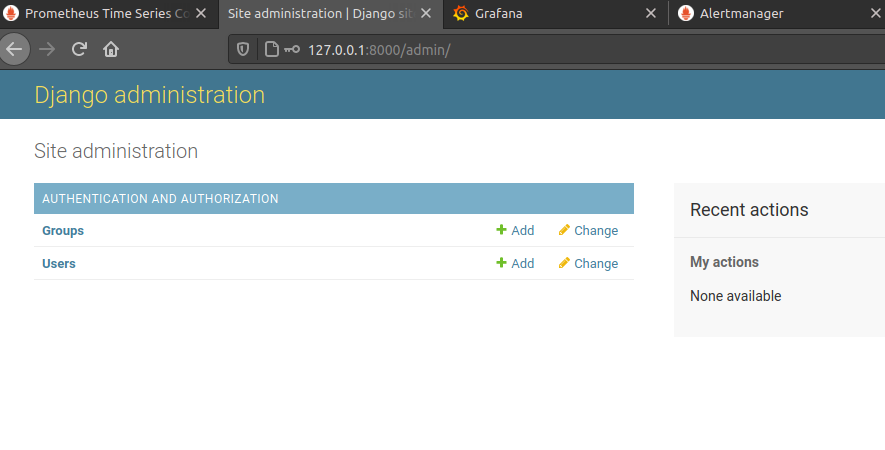 Prometheus Time Series Co
Site administration | Django sit
Grafana
Alertmanager
127.0.0.1:8000/admin/
Django administration
Site administration
AUTHENTICATION AND AUTHORIZATION
Groups Add Change
Users Add Change
Recent actions
My actions
None available